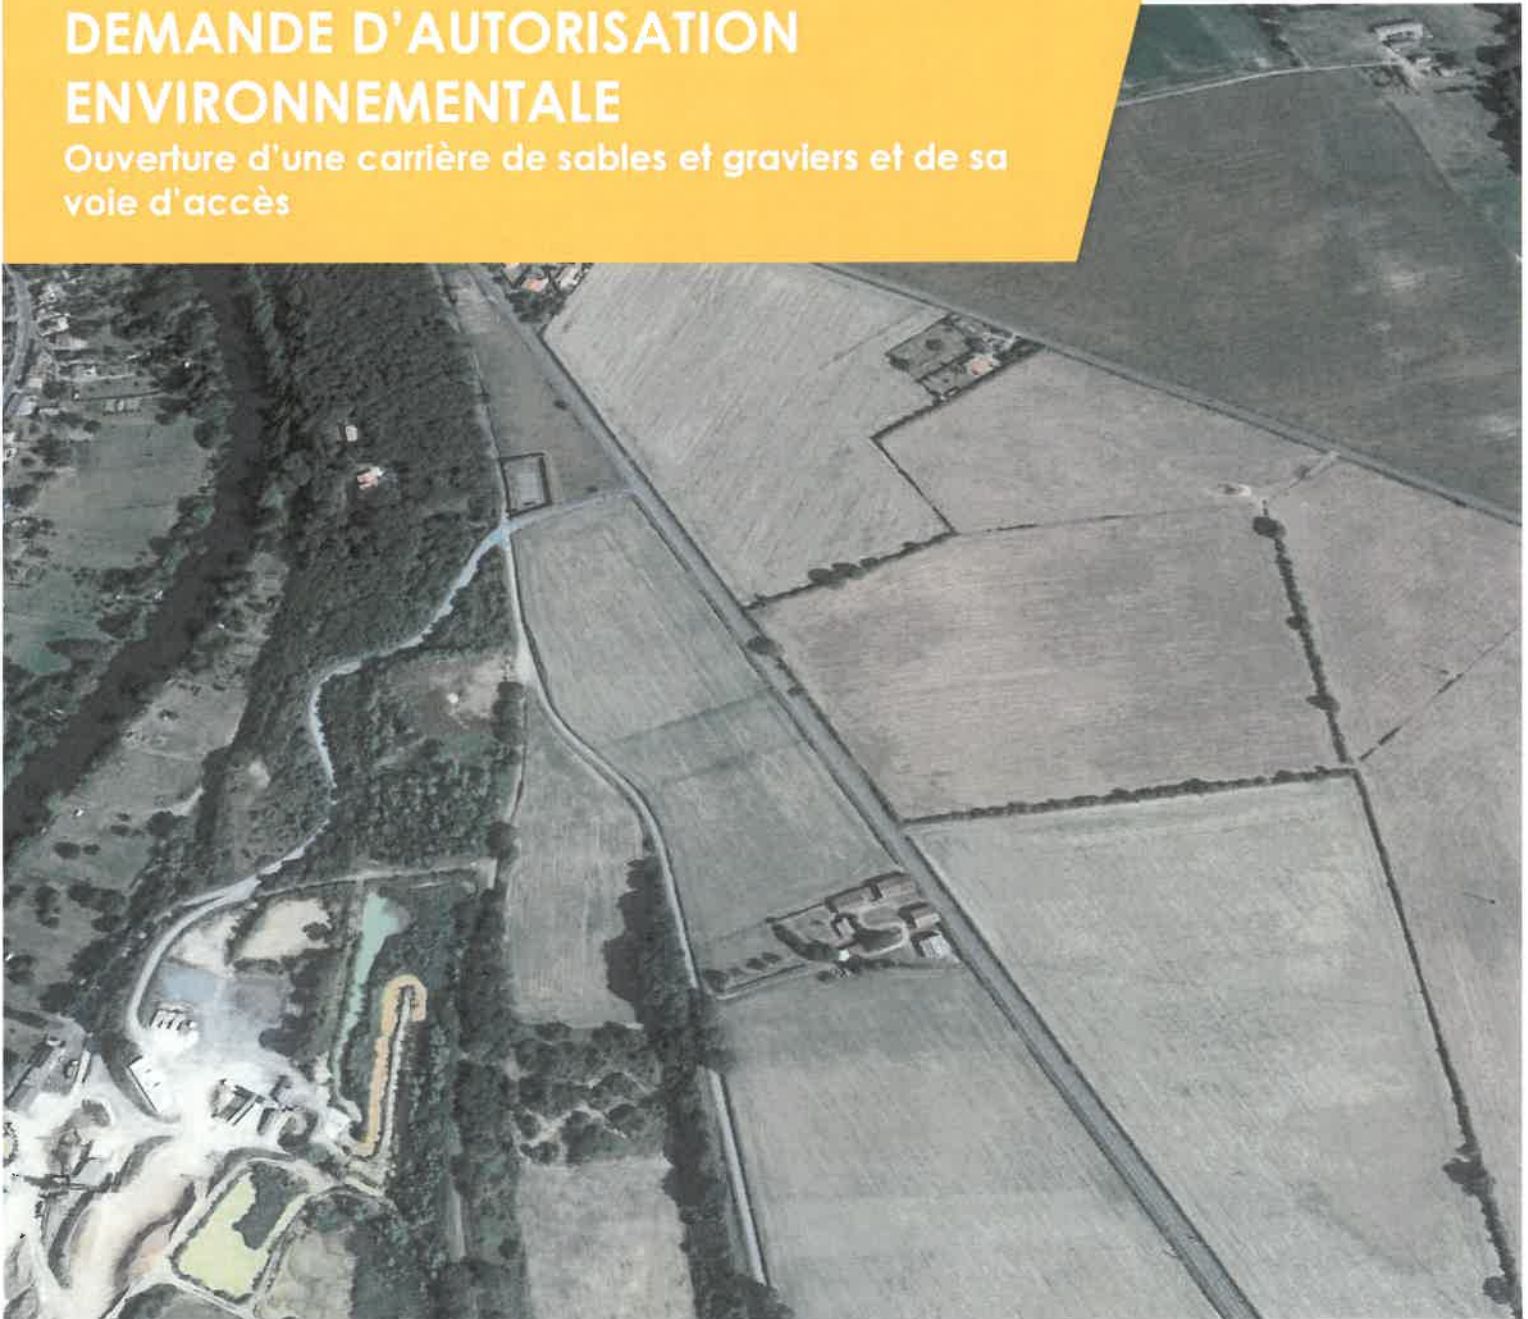 DEMANDE D'AUTORISATION
ENVIRONNEMENTALE
Ouverture d'une carrière de sables et graviers et de sa
voie d'accès